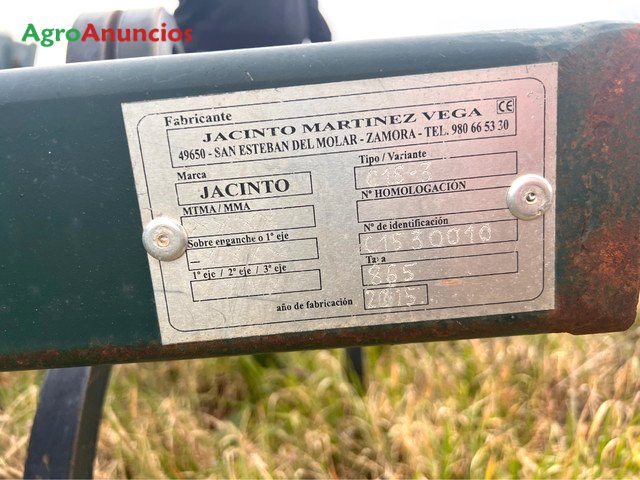 AgroAnuncios
Fabricante
CE
JACINTO MARTINEZ VEGA
49650 - SAN ESTEBAN DEL MOLAR - ZAMORA - TEL. 980 66 53 30
Marca
JACINTO
Tipo / Variante
C15-3
MTMA / MMA
Nº HOMOLOGACIÓN
Sobre enganche o 1º eje
Nº de identificación
C1530010
1º eje / 2º eje / 3º eje
Tara
865
año de fabricación
2015